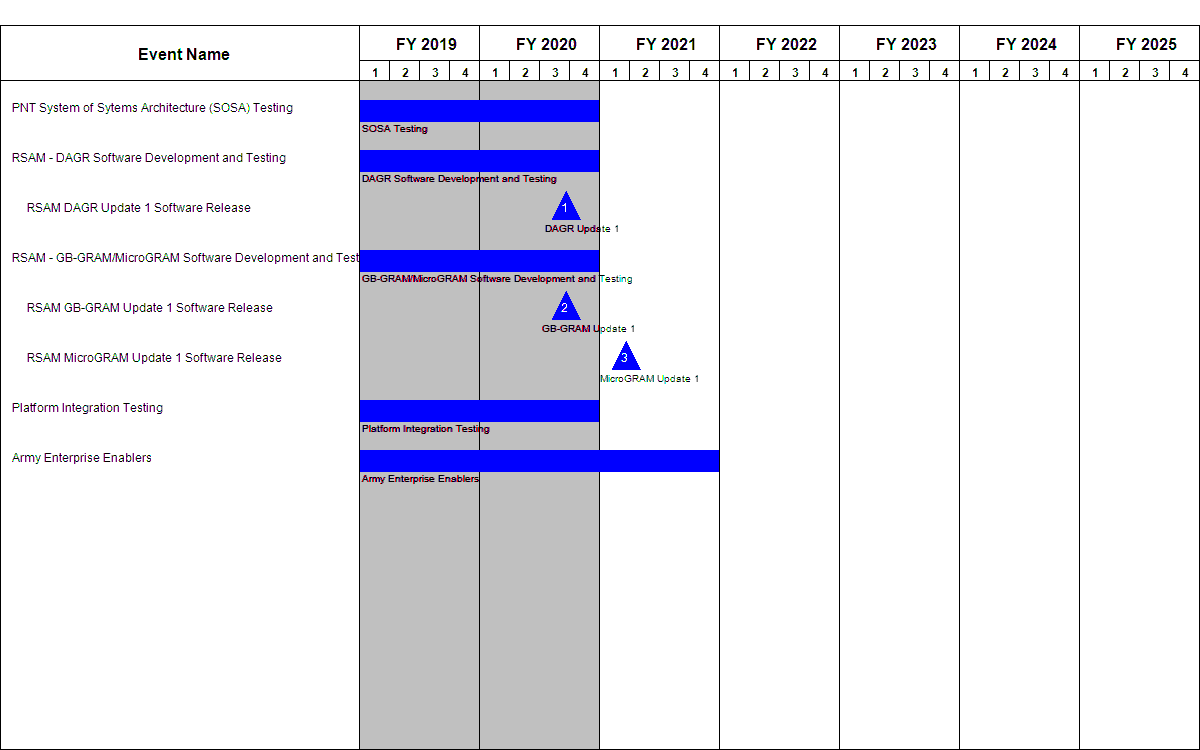 Event Name
FY 2019 FY 2020 FY 2021 FY 2022 FY 2023 FY 2024 FY 2025
1 2 3 4 1 2 3 4 1 2 3 4 1 2 3 4 1 2 3 4 1 2 3 4 1 2 3 4
PNT System of Sytems Architecture (SOSA) Testing
SOSA Testing
RSAM - DAGR Software Development and Testing
DAGR Software Development and Testing
RSAM DAGR Update 1 Software Release
1
DAGR Update 1
RSAM - GB-GRAM/MicroGRAM Software Development and Test
GB-GRAM/MicroGRAM Software Development and Testing
RSAM GB-GRAM Update 1 Software Release
2
GB-GRAM Update 1
RSAM MicroGRAM Update 1 Software Release
3
MicroGRAM Update 1
Platform Integration Testing
Platform Integration Testing
Army Enterprise Enablers
Army Enterprise Enablers